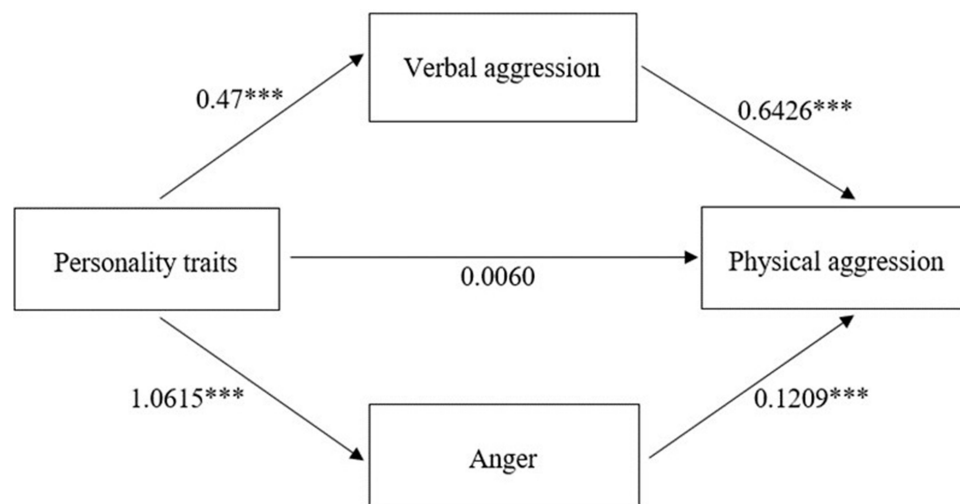 Verbal aggression
0.47***
0.6426***
Personality traits
0.0060
Physical aggression
1.0615***
0.1209***
Anger